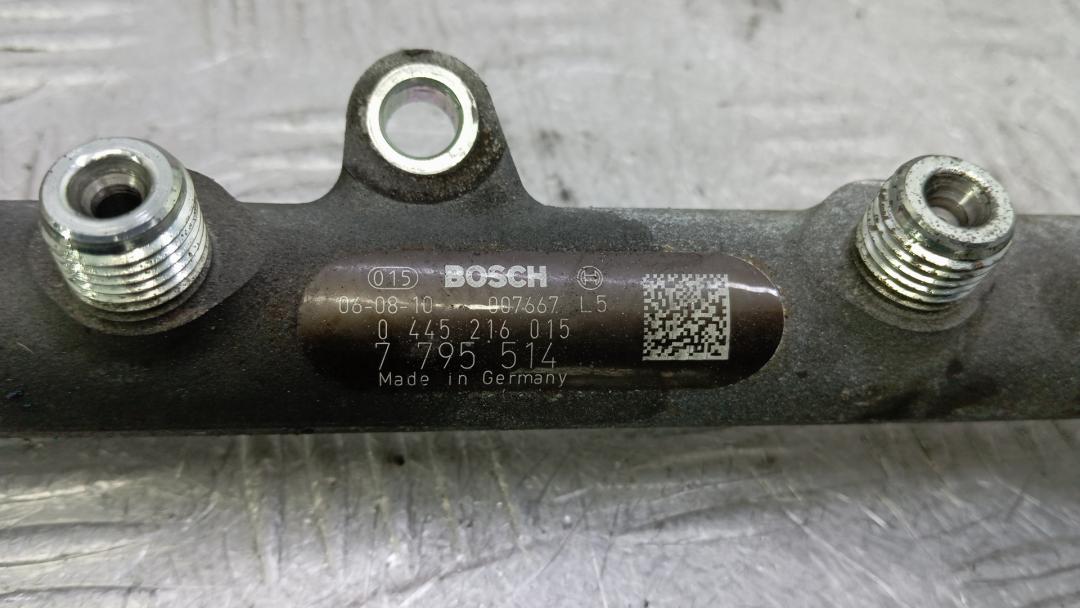 015 BOSCH
06-08-10 007667 L5
0 445 216 015
7 795 514
Made in Germany